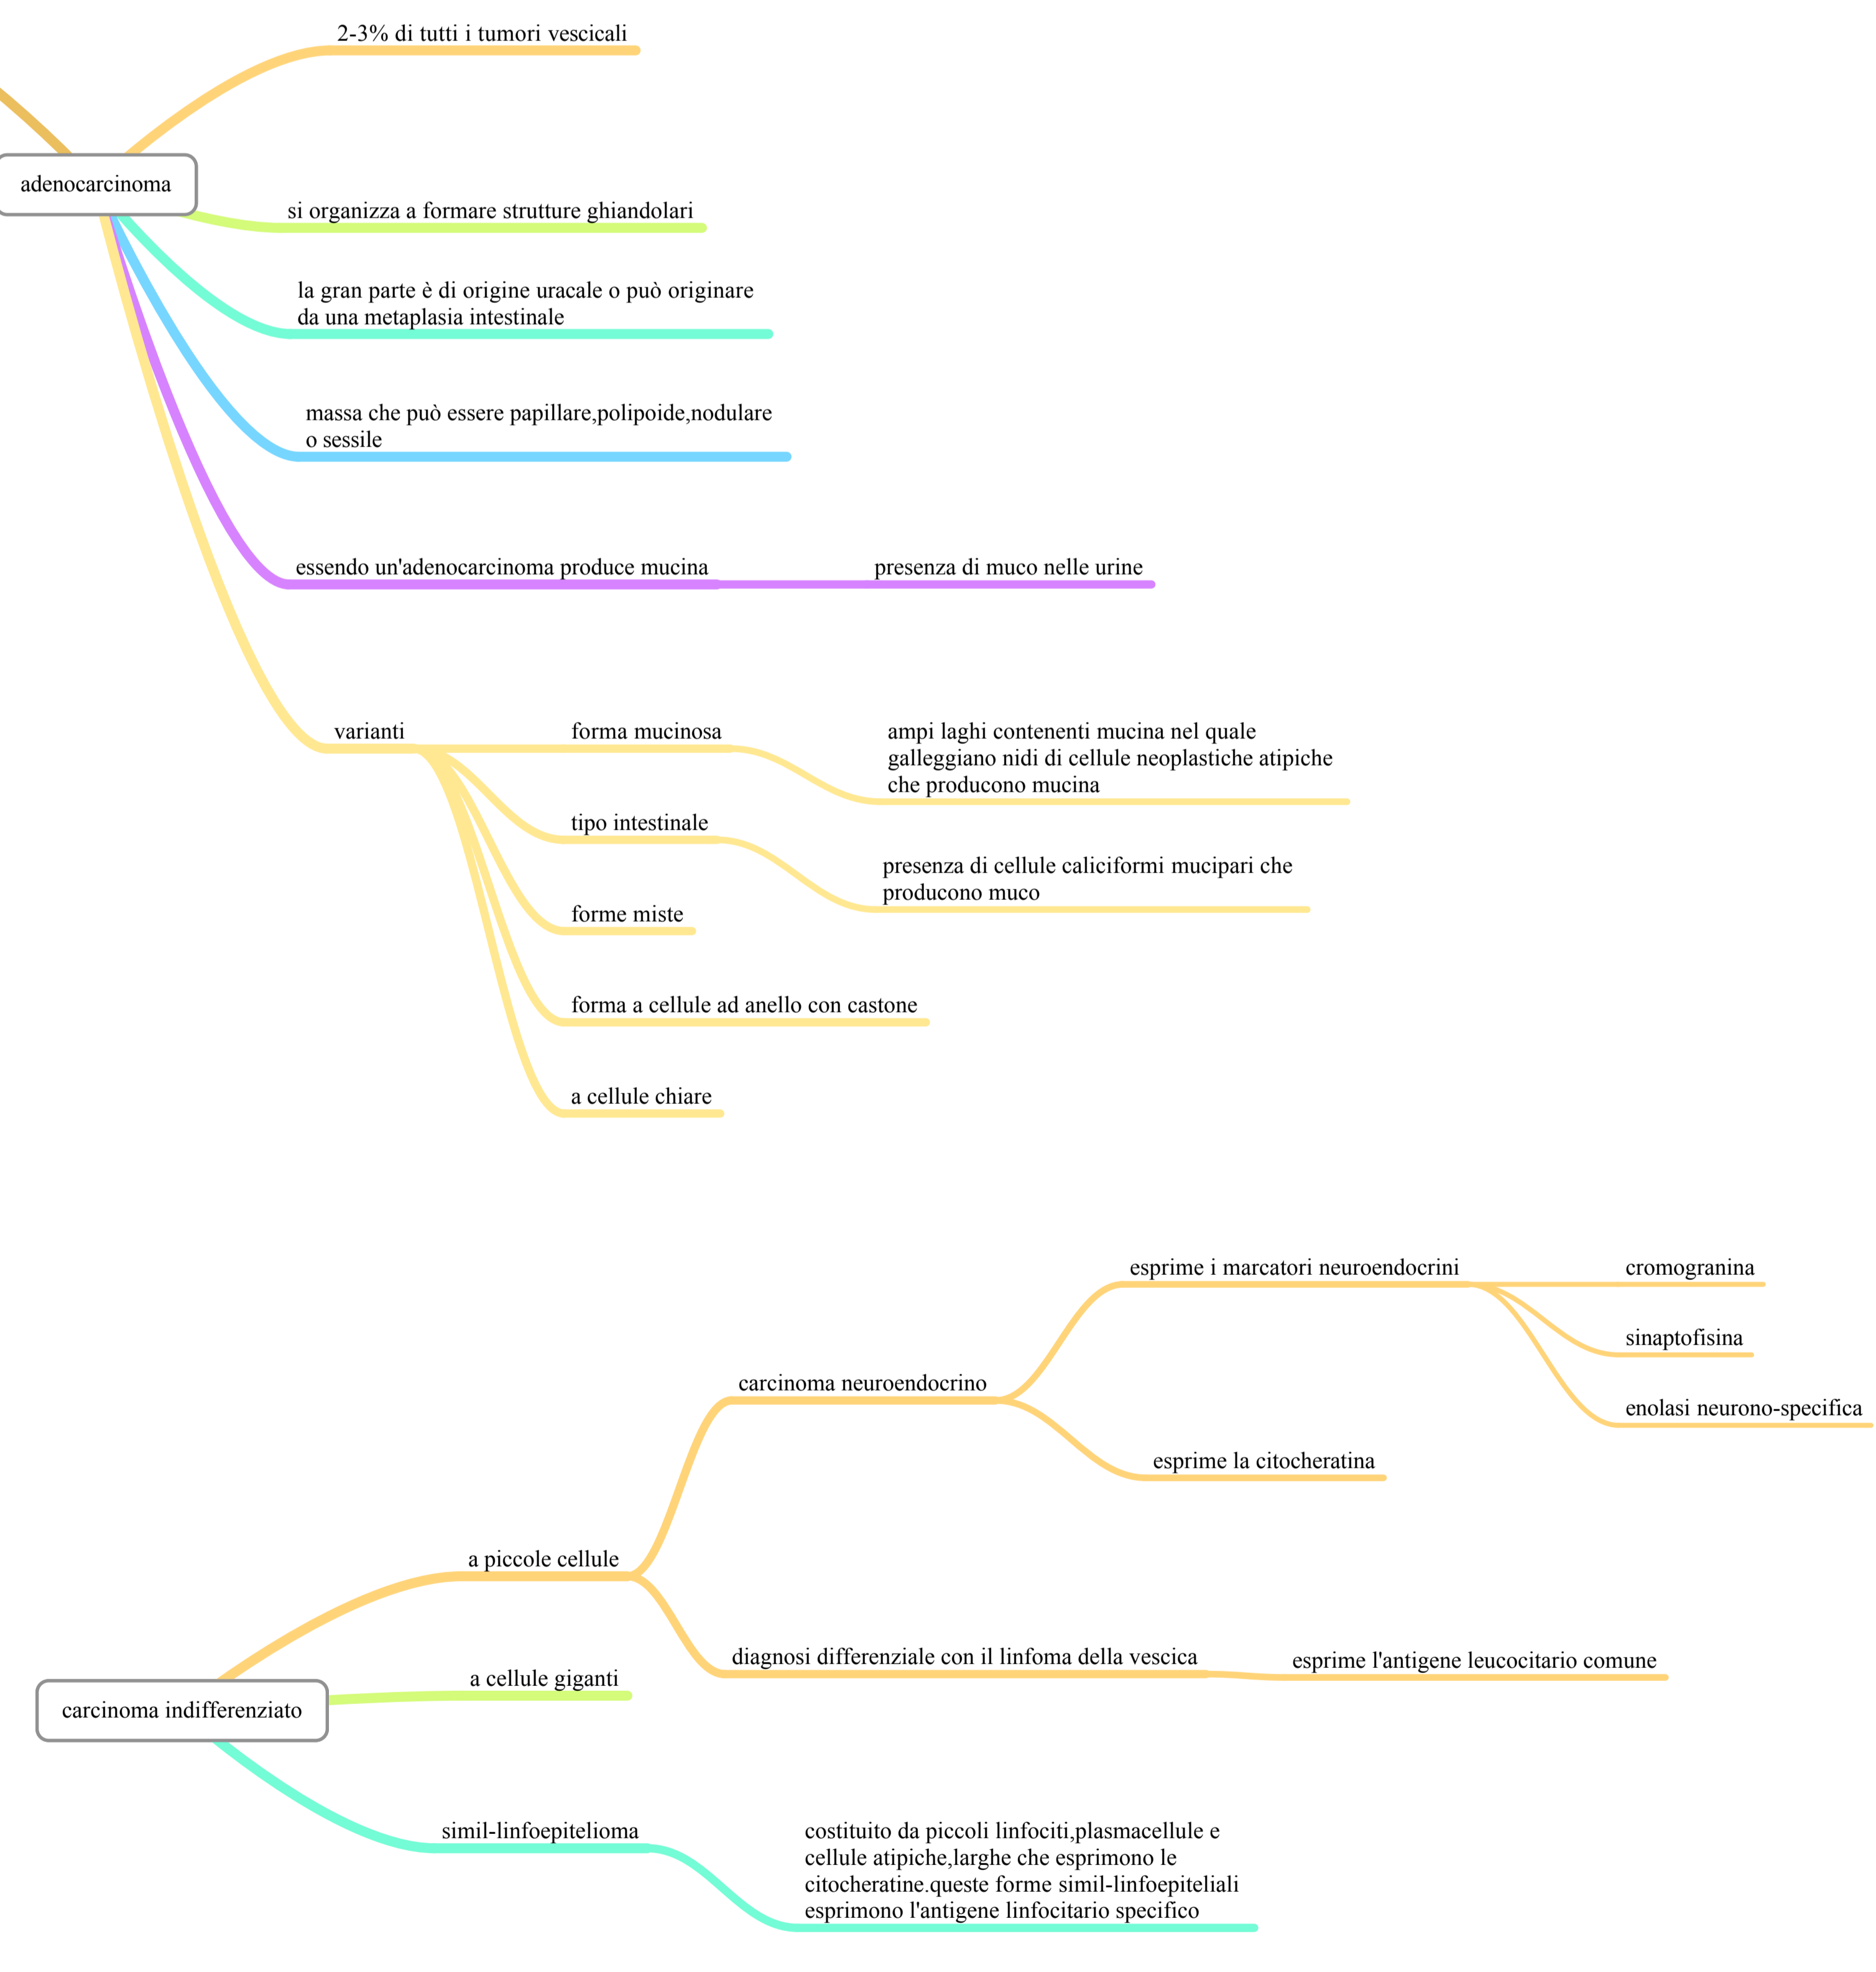 2-3% di tutti i tumori vescicali
adenocarcinoma
si organizza a formare strutture ghiandolari
la gran parte è di origine uracale o può originare
da una metaplasia intestinale
massa che può essere papillare,polipoide,nodulare
o sessile
essendo un'adenocarcinoma produce mucina
presenza di muco nelle urine
varianti
forma mucinosa
ampi laghi contenenti mucina nel quale
galleggiano nidi di cellule neoplastiche atipiche
che producono mucina
tipo intestinale
presenza di cellule caliciformi mucipari che
producono muco
forme miste
forma a cellule ad anello con castone
a cellule chiare
carcinoma indifferenziato
a piccole cellule
carcinoma neuroendocrino
esprime i marcatori neuroendocrini
cromogranina
sinaptofisina
enolasi neurono-specifica
esprime la citocheratina
diagnosi differenziale con il linfoma della vescica
esprime l'antigene leucocitario comune
a cellule giganti
simil-linfoepitelioma
costituito da piccoli linfociti,plasmacellule e
cellule atipiche,larghe che esprimono le
citocheratine.queste forme simil-linfoepiteliali
esprimono l'antigene linfocitario specifico